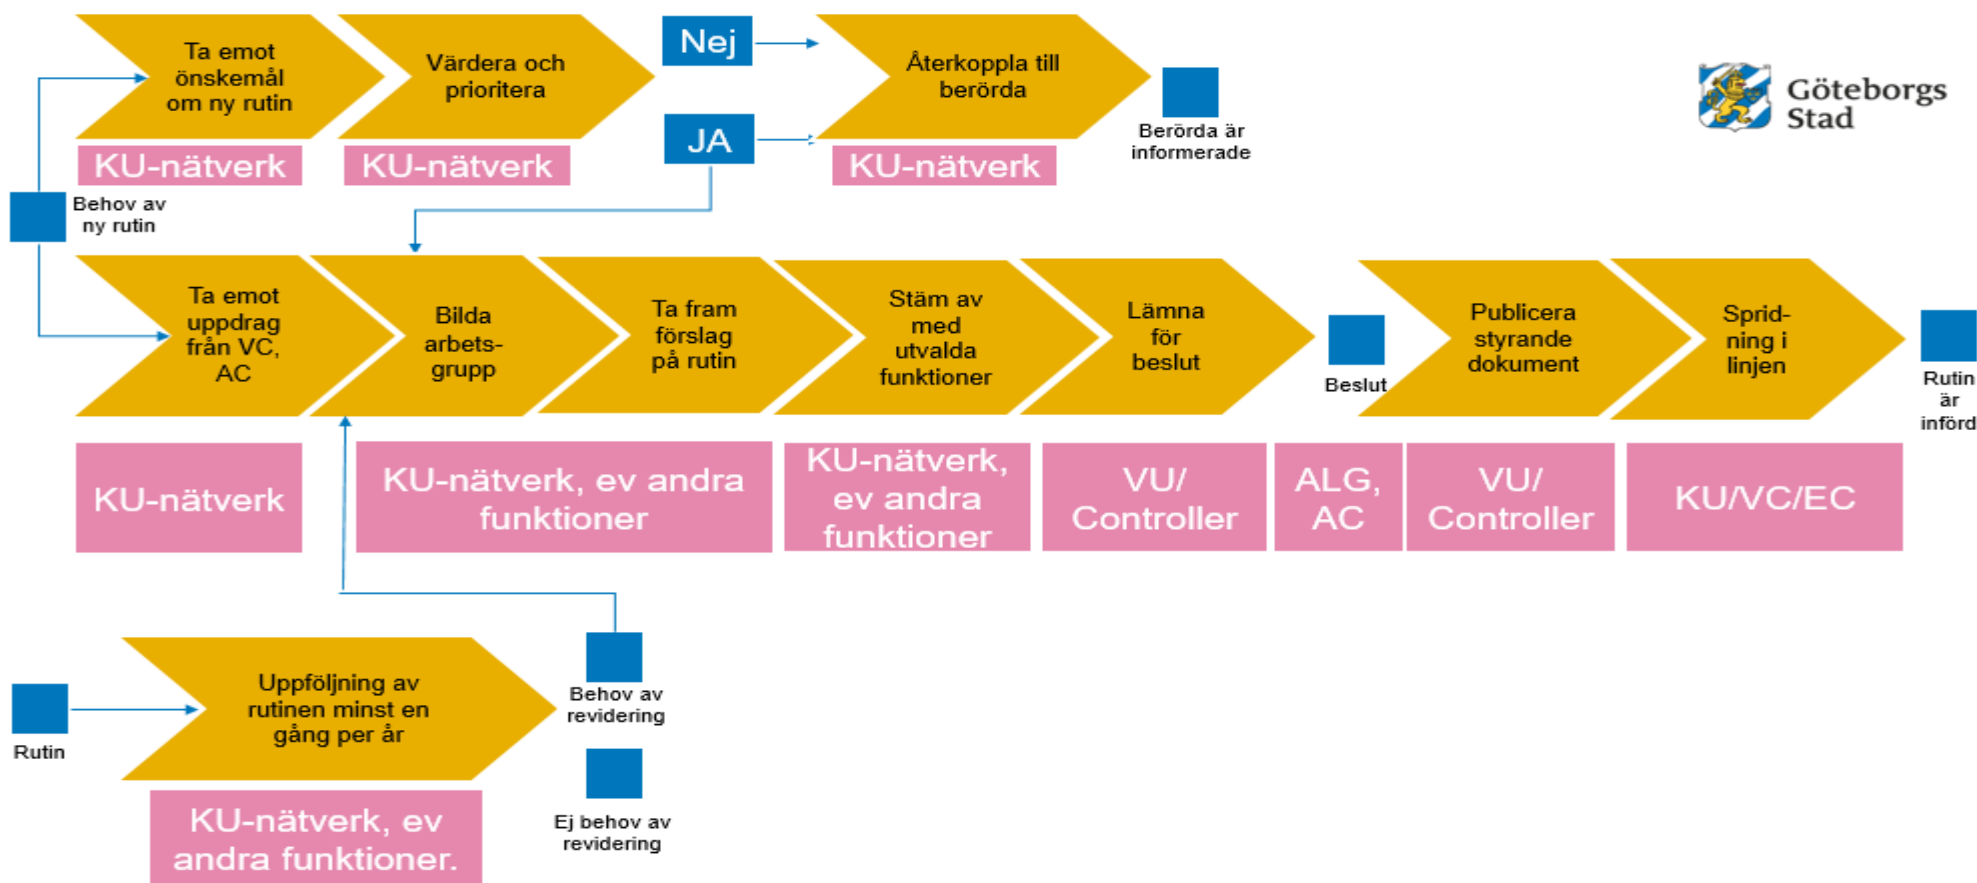 Ta emot
önskemål
om ny rutin
Värdera och
prioritera
Nej
JA
Återkoppla till
berörda
Berörda är
informerade
Göteborgs
Stad
KU-nätverk
KU-nätverk
KU-nätverk
Behov av
ny rutin
Ta emot
uppdrag
från VC,
AC
Bilda
arbets-
grupp
Ta fram
förslag
på rutin
Stäm av
med
utvalda
funktioner
Lämna
för
beslut
Beslut
Publicera
styrande
dokument
Sprid-
ning i
linjen
Rutin
är
införd
KU-nätverk
KU-nätverk, ev andra
funktioner
KU-nätverk,
ev andra
funktioner
VU/
Controller
ALG,
AC
VU/
Controller
KU/VC/EC
Rutin
Uppföljning av
rutinen minst en
gång per år
Behov av
revidering
Ej behov av
revidering
KU-nätverk, ev
andra funktioner.